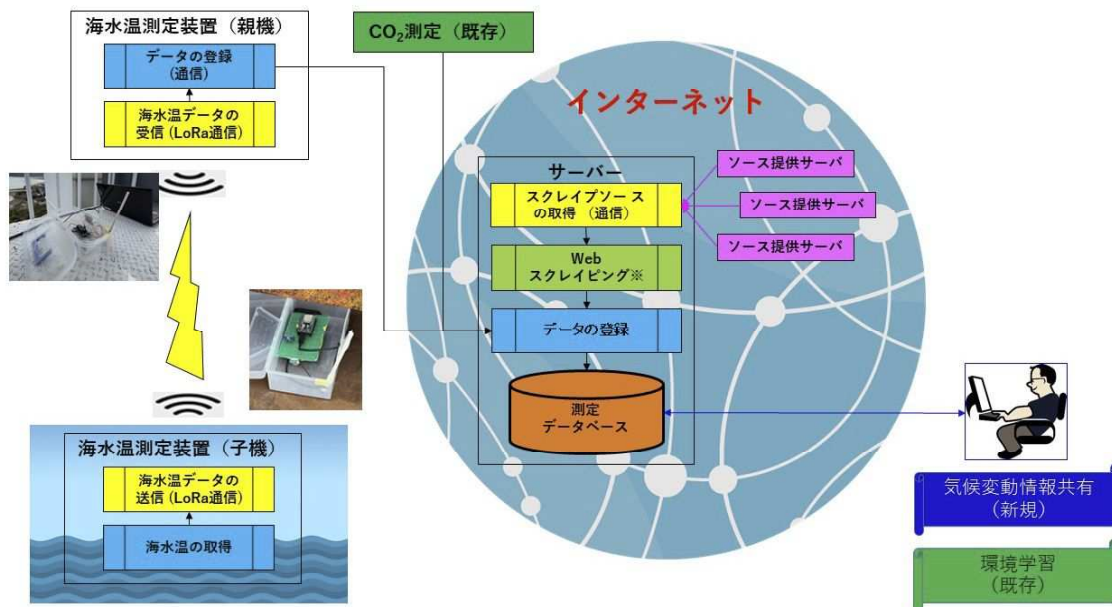 海水温測定装置（親機）
データの登録
(通信)
海水温データの
受信(LoRa通信)
CO₂測定（既存）
インターネット
サーバー
スクレイプソース
の取得（通信）
ソース提供サーバ
ソース提供サーバ
ソース提供サーバ
Web
スクレイピング※
データの登録
測定
データベース
海水温測定装置（子機）
海水温データの
送信(LoRa通信)
海水温の取得
気候変動情報共有
（新規）
環境学習
（既存）